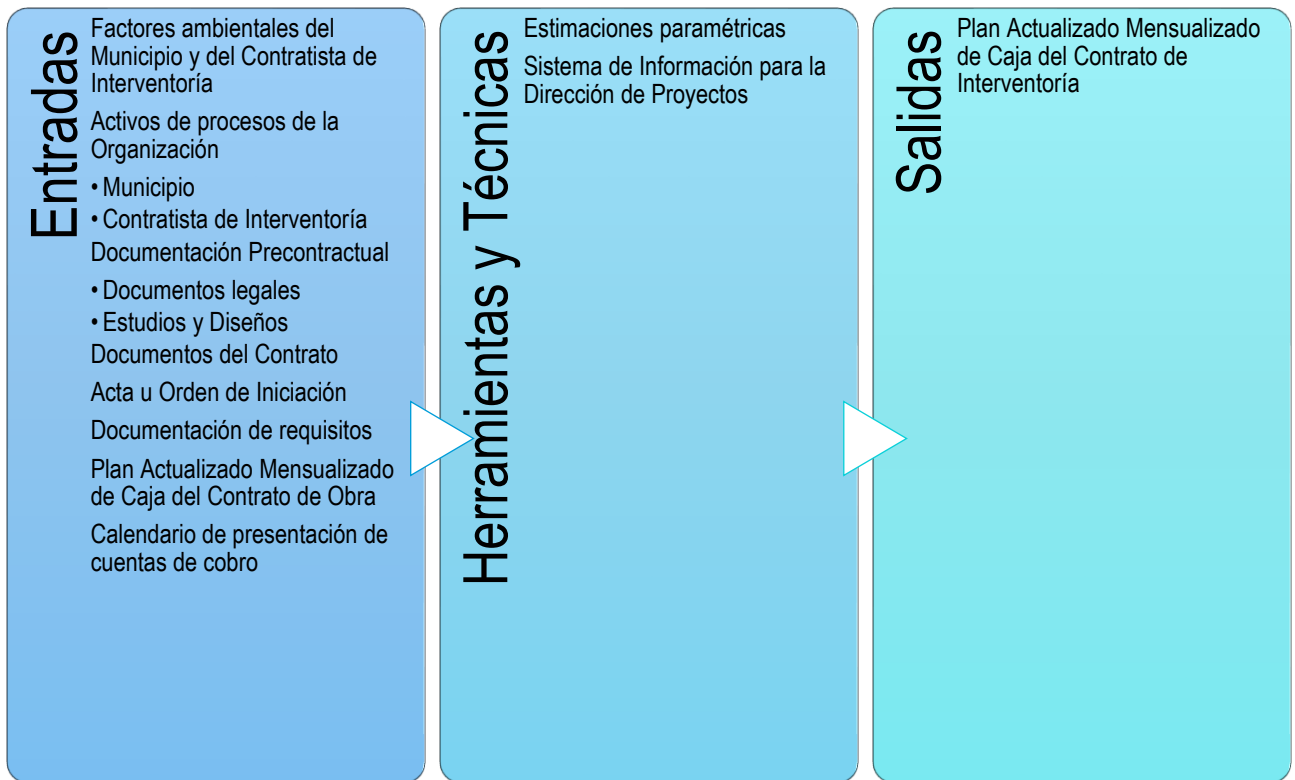 Entradas
Factores ambientales del
Municipio y del Contratista de
Interventoría
Activos de procesos de la
Organización
• Municipio
• Contratista de Interventoría
Documentación Precontractual
• Documentos legales
• Estudios y Diseños
Documentos del Contrato
Acta u Orden de Iniciación
Documentación de requisitos
Plan Actualizado Mensualizado
de Caja del Contrato de Obra
Calendario de presentación de
cuentas de cobro
Herramientas y Técnicas
Estimaciones paramétricas
Sistema de Información para la
Dirección de Proyectos
Salidas
Plan Actualizado Mensualizado
de Caja del Contrato de
Interventoría